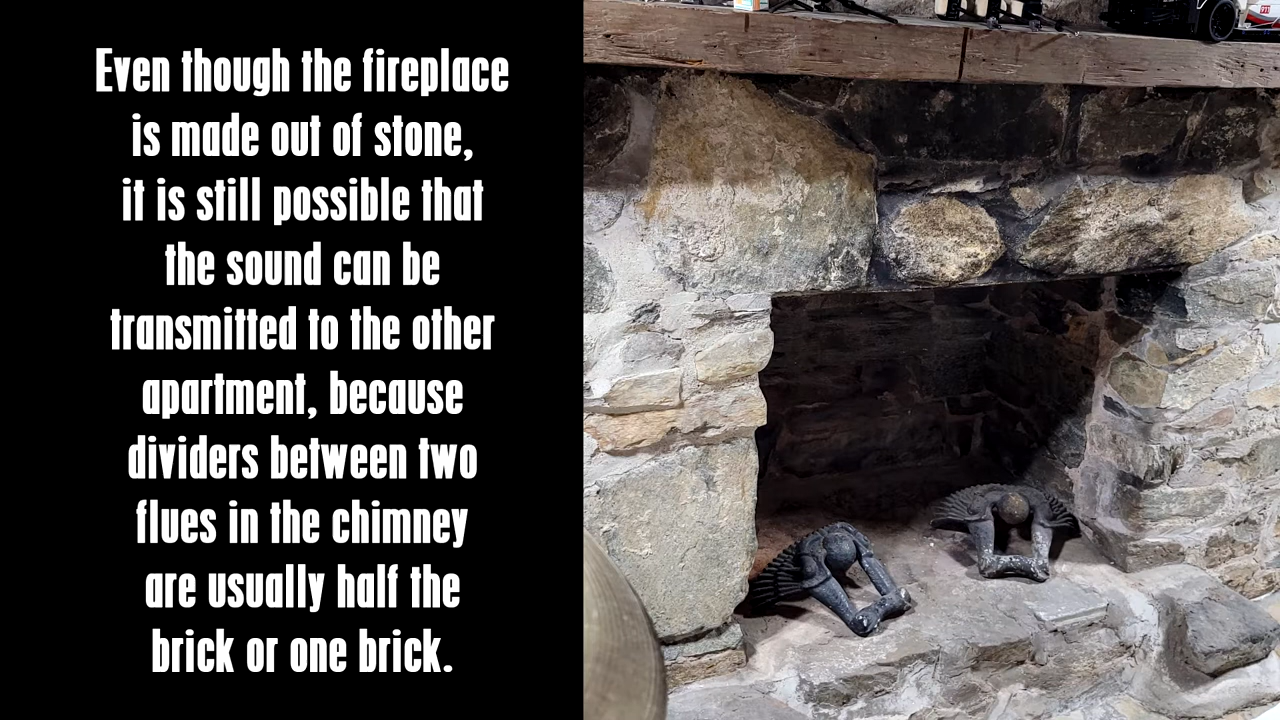 Even though the fireplace
is made out of stone,
it is still possible that
the sound can be
transmitted to the other
apartment, because
dividers between two
flues in the chimney
are usually half the
brick or one brick.